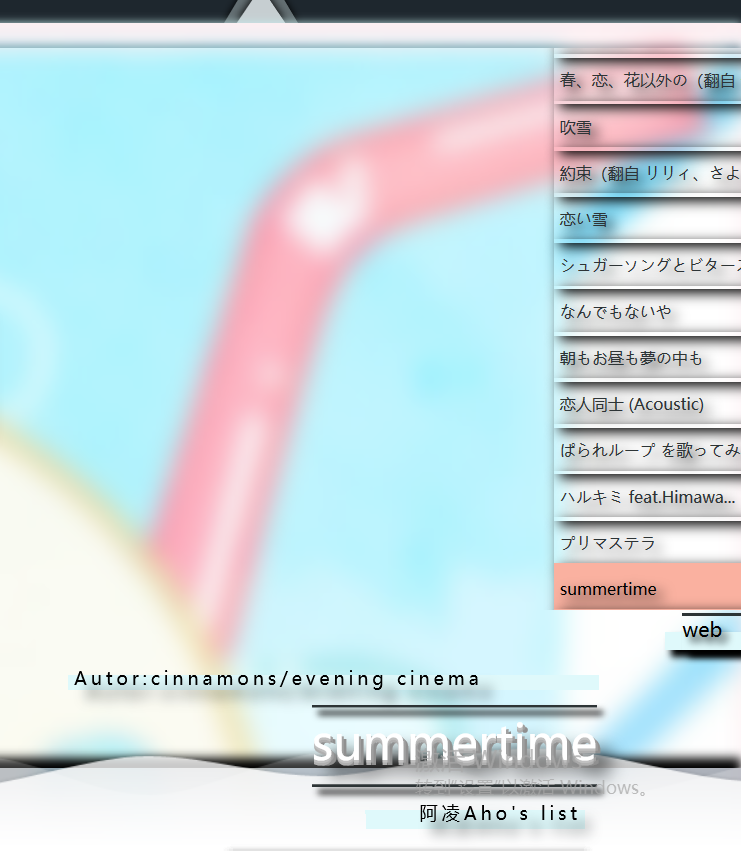 春、恋、花以外の（翻自
吹雪
約束（翻自 リリィ、さよ
恋い雪
シュガーソングとビター
なんでもないや
朝もお昼も夢の中も
恋人同士 (Acoustic)
ぱられループ を歌ってみ
ハルキミ feat.Himawa...
プリマステラ
summertime
web
Autor:cinnamons/evening cinema
summertime
激活 Windows
转到"设置"以激活 Windows。
阿凌Aho's list